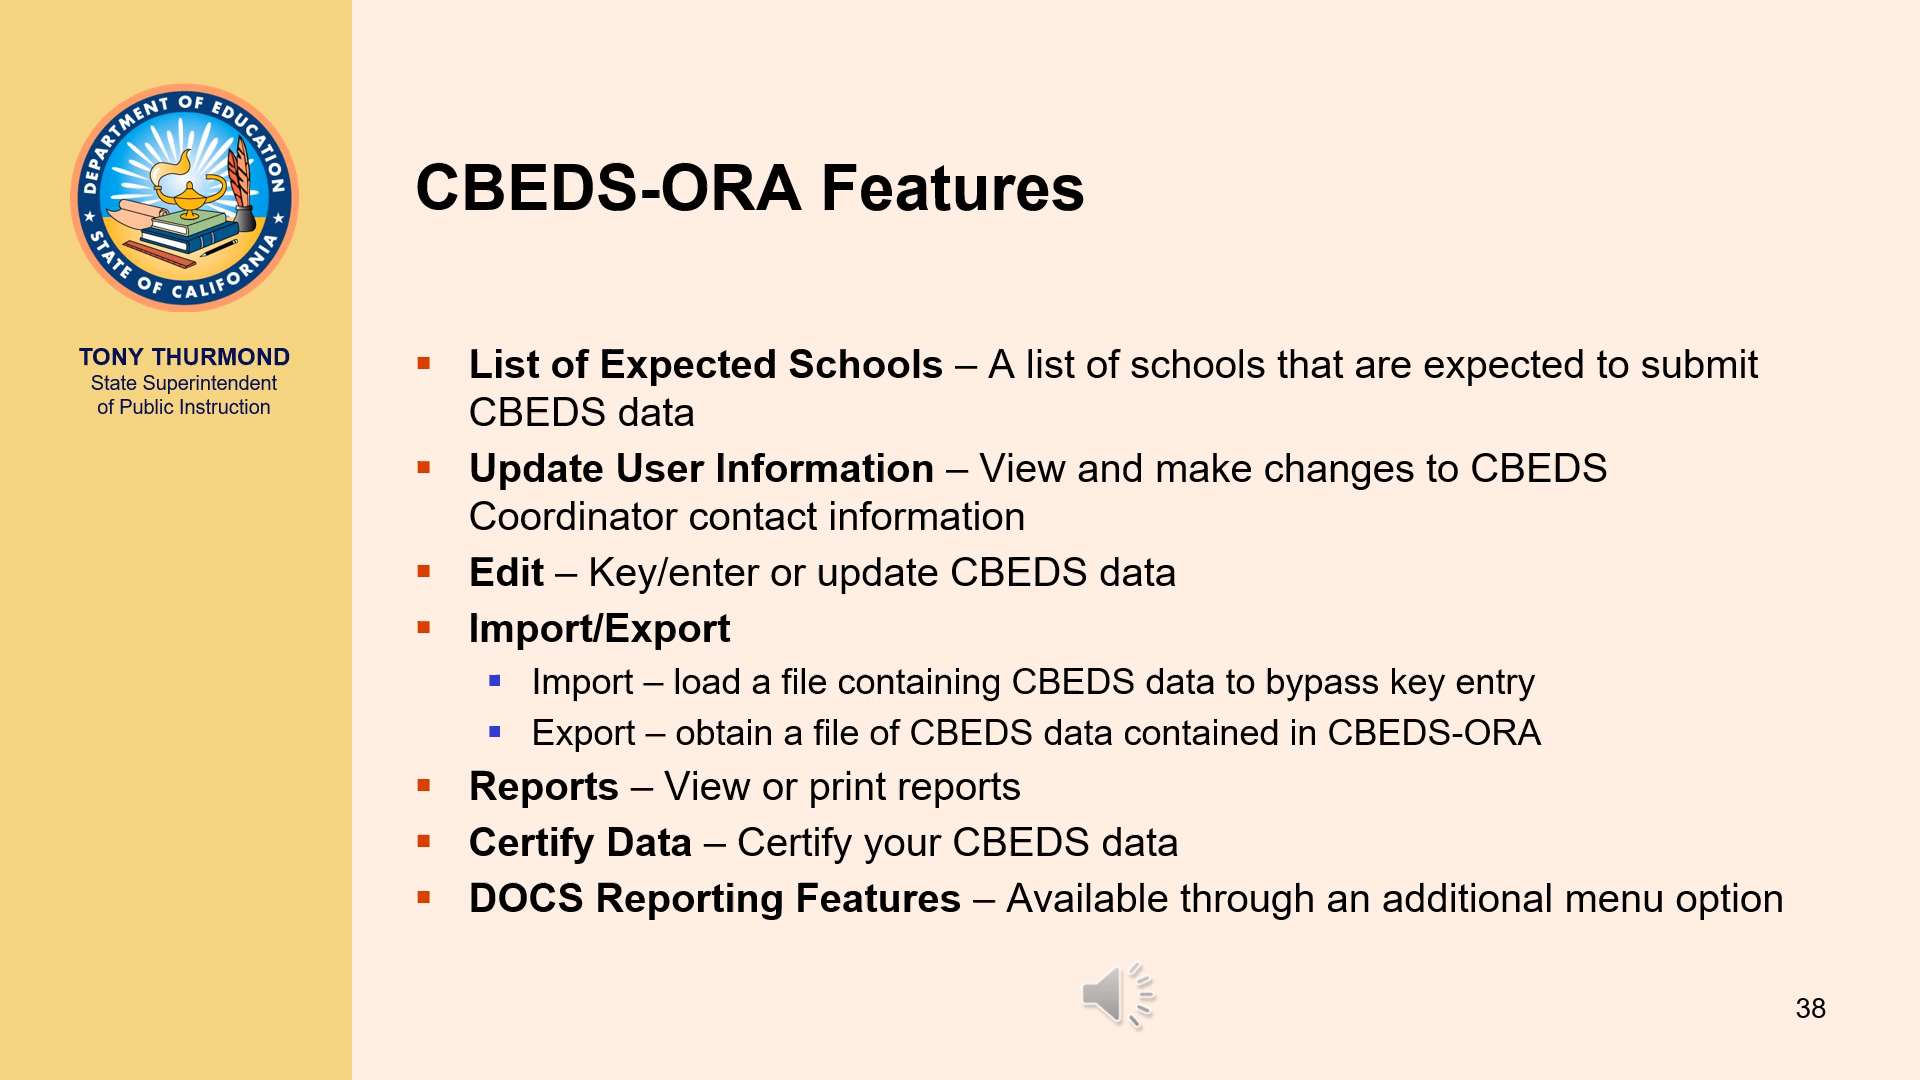 DEPARTMENT OF EDUCATION
STATE OF CALIFORNIA
TONY THURMOND
State Superintendent
of Public Instruction
CBEDS-ORA Features
▪ List of Expected Schools – A list of schools that are expected to submit
CBEDS data
▪ Update User Information – View and make changes to CBEDS
Coordinator contact information
▪ Edit – Key/enter or update CBEDS data
▪ Import/Export
▪ Import – load a file containing CBEDS data to bypass key entry
▪ Export – obtain a file of CBEDS data contained in CBEDS-ORA
▪ Reports – View or print reports
▪ Certify Data – Certify your CBEDS data
▪ DOCS Reporting Features – Available through an additional menu option
38